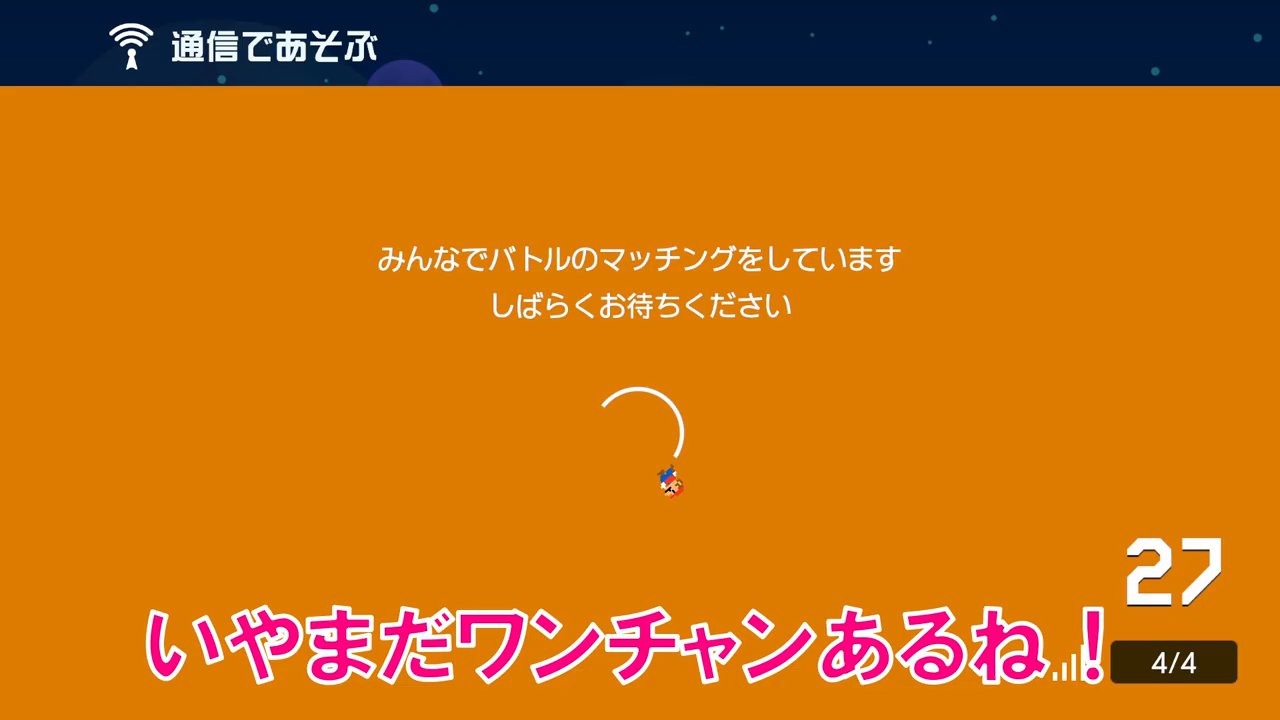 通信であそぶ
みんなでバトルのマッチングをしています
しばらくお待ちください
27
いやまだワンチャンあるね！
4/4